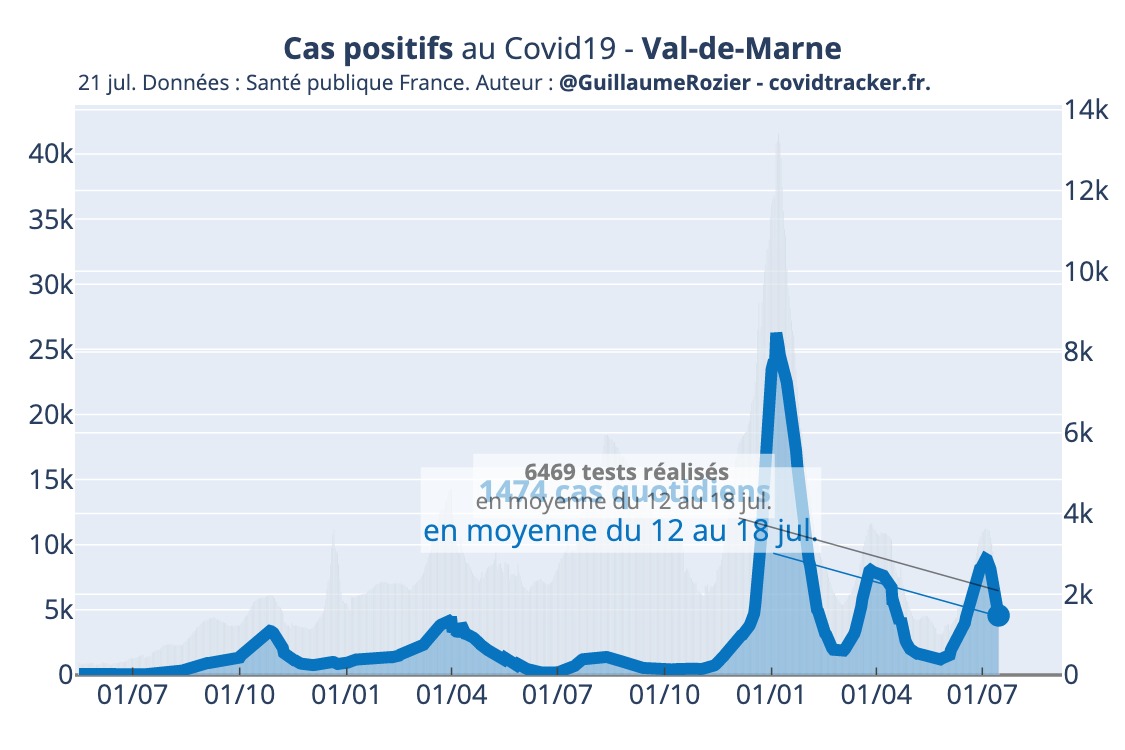 Cas positifs au Covid19 - Val-de-Marne
21 jul. Données : Santé publique France. Auteur : @GuillaumeRozier - covidtracker.fr.
14k
40k
12k
35k
10k
30k
25k
8k
20k
6k
15k
6469 tests réalisés
1474 cas quotidiens
en moyenne du 12 au 18 jul.
4k
en moyenne du 12 au 18 jul.
10k
2k
5k
0
0
01/07
01/10
01/01
01/04
01/07
01/10
01/01
01/04
01/07